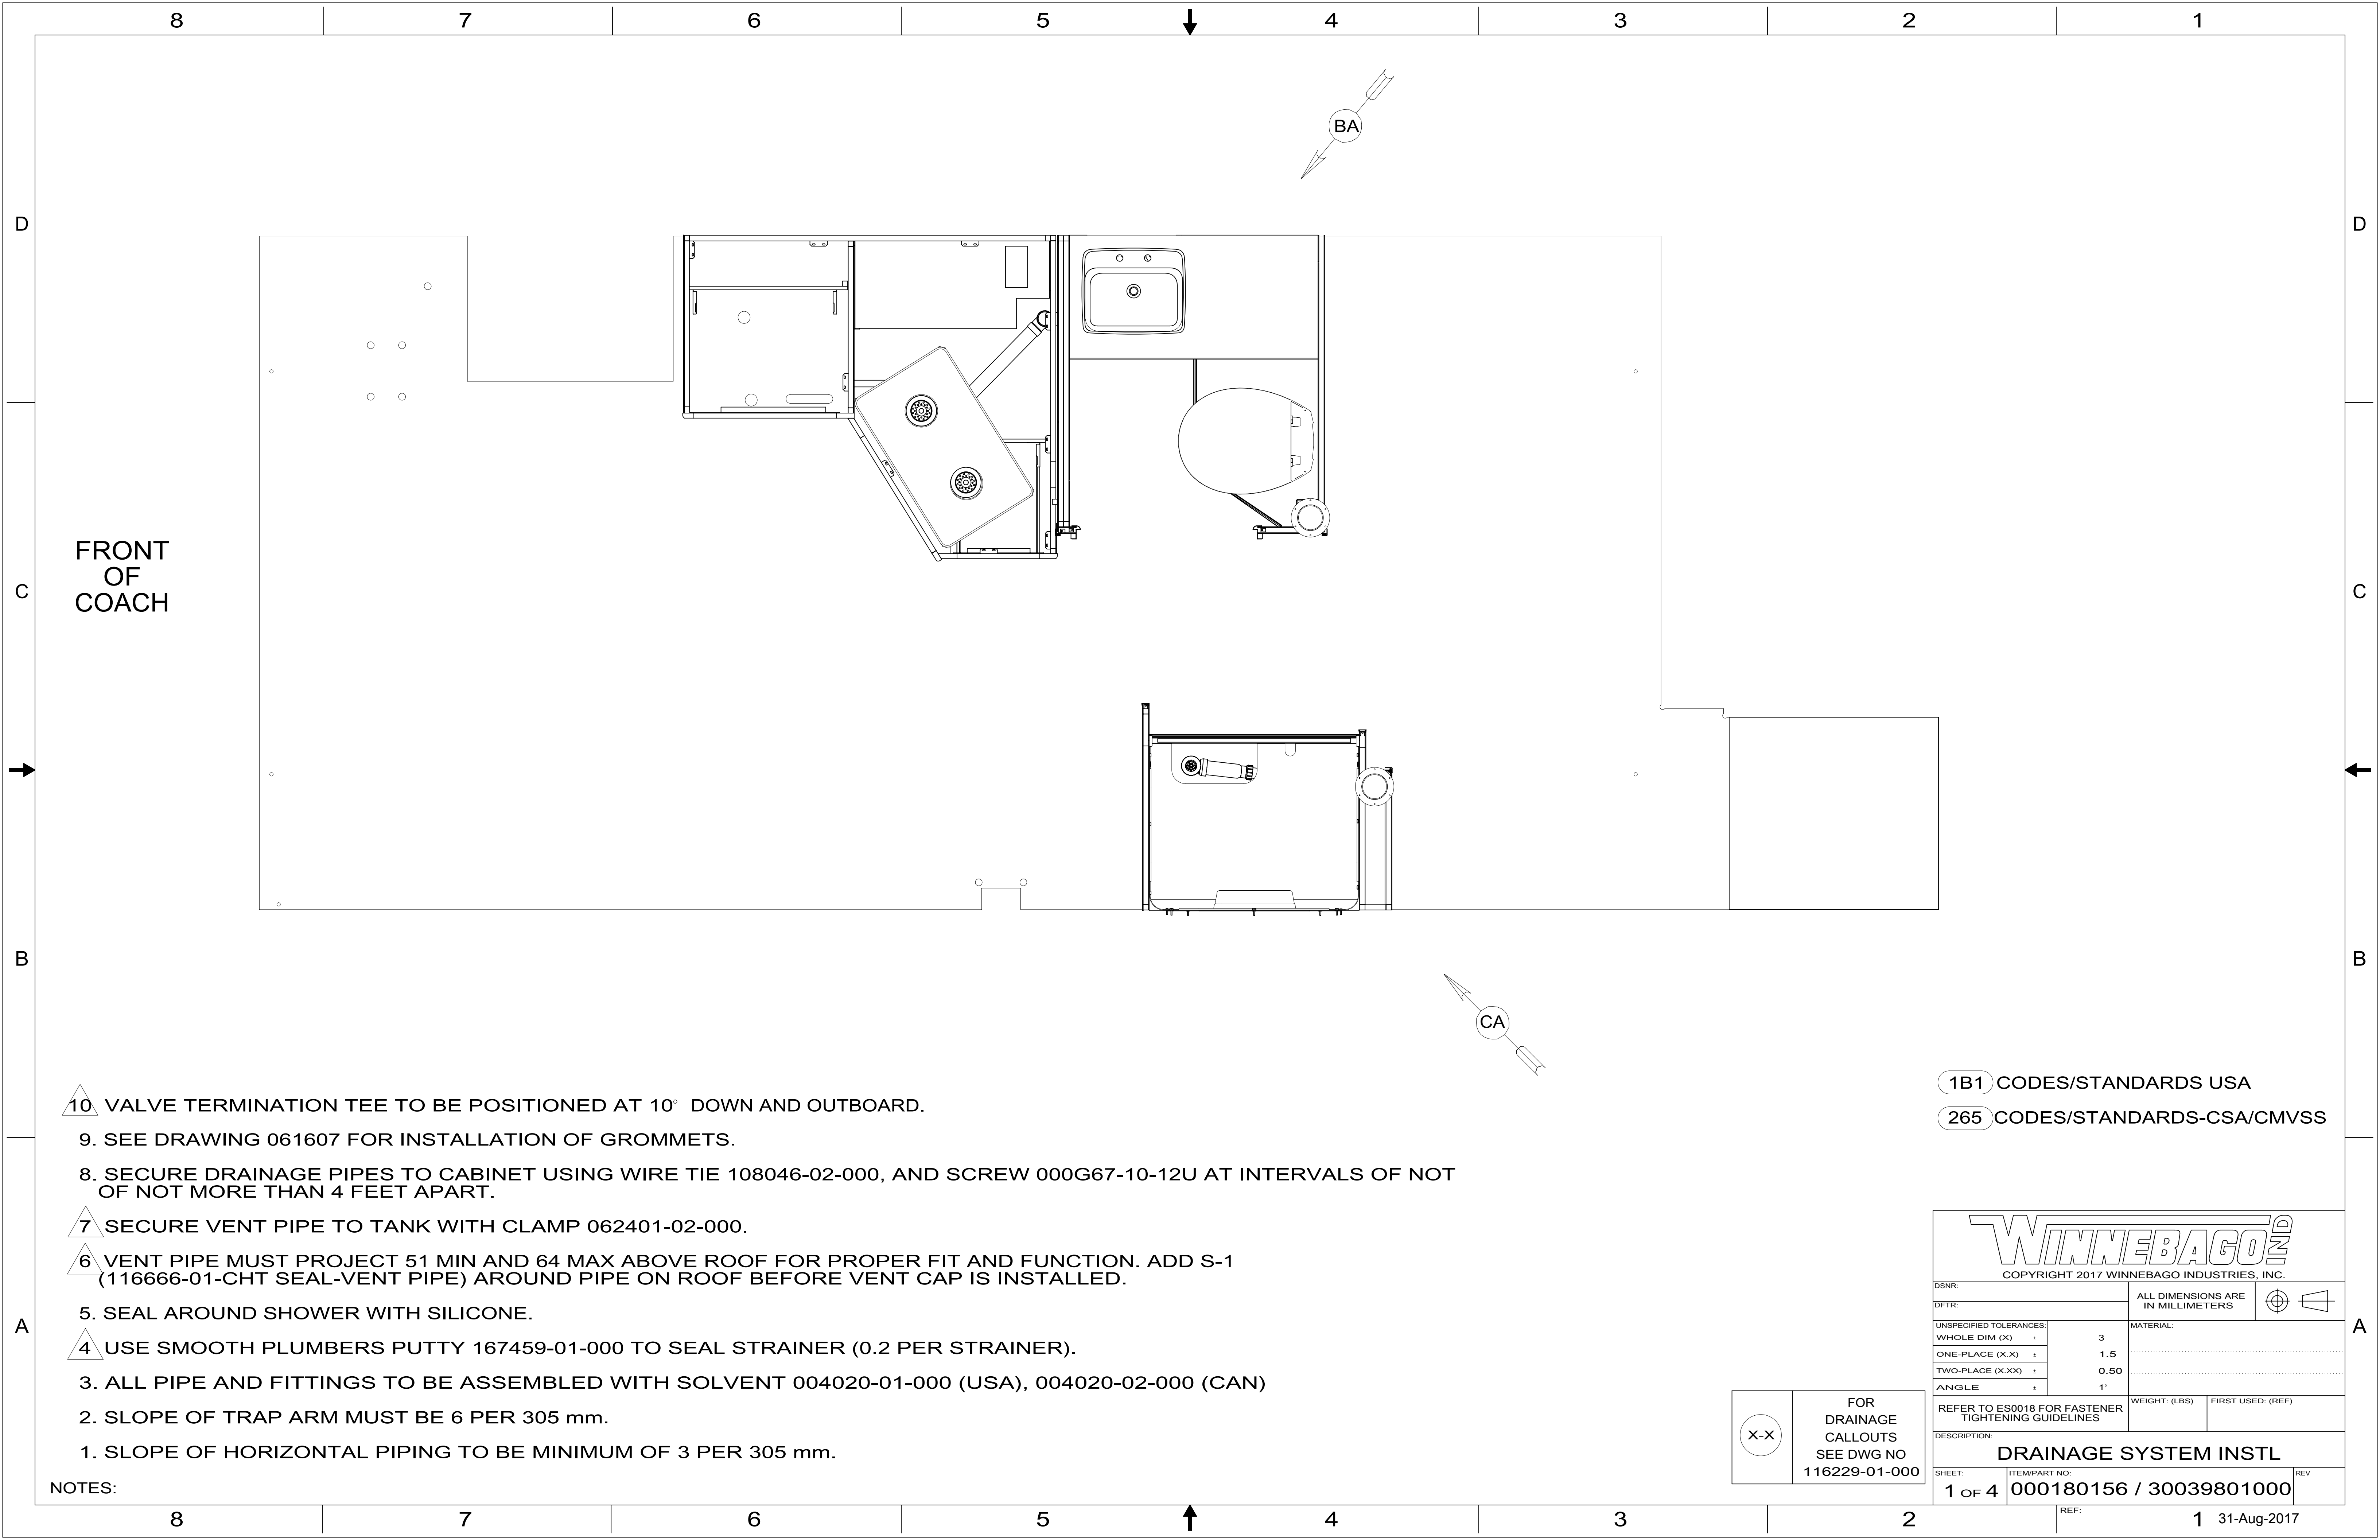 8 7 6 5 4 3 2 1
BA
D D
FRONT
OF
COACH
C C
B B
CA
1B1 CODES/STANDARDS USA
265 CODES/STANDARDS-CSA/CMVSS
10 VALVE TERMINATION TEE TO BE POSITIONED AT 10° DOWN AND OUTBOARD.
9. SEE DRAWING 061607 FOR INSTALLATION OF GROMMETS.
8. SECURE DRAINAGE PIPES TO CABINET USING WIRE TIE 108046-02-000, AND SCREW 000G67-10-12U AT INTERVALS OF NOT
OF NOT MORE THAN 4 FEET APART.
7 SECURE VENT PIPE TO TANK WITH CLAMP 062401-02-000.
6 VENT PIPE MUST PROJECT 51 MIN AND 64 MAX ABOVE ROOF FOR PROPER FIT AND FUNCTION. ADD S-1
(116666-01-CHT SEAL-VENT PIPE) AROUND PIPE ON ROOF BEFORE VENT CAP IS INSTALLED.
5. SEAL AROUND SHOWER WITH SILICONE.
4 USE SMOOTH PLUMBERS PUTTY 167459-01-000 TO SEAL STRAINER (0.2 PER STRAINER).
3. ALL PIPE AND FITTINGS TO BE ASSEMBLED WITH SOLVENT 004020-01-000 (USA), 004020-02-000 (CAN)
2. SLOPE OF TRAP ARM MUST BE 6 PER 305 mm.
1. SLOPE OF HORIZONTAL PIPING TO BE MINIMUM OF 3 PER 305 mm.
NOTES:
A A
X-X
FOR
DRAINAGE
CALLOUTS
SEE DWG NO
116229-01-000
WINNEBAGO IND
COPYRIGHT 2017 WINNEBAGO INDUSTRIES, INC.
DSNR:
DFTR:
ALL DIMENSIONS ARE
IN MILLIMETERS
UNSPECIFIED TOLERANCES:
WHOLE DIM (X) ± 3
ONE-PLACE (X.X) ± 1.5
TWO-PLACE (X.XX) ± 0.50
ANGLE ± 1°
MATERIAL:
REFER TO ES0018 FOR FASTENER
TIGHTENING GUIDELINES
WEIGHT: (LBS)
FIRST USED: (REF)
DESCRIPTION:
DRAINAGE SYSTEM INSTL
SHEET:
1 OF 4
ITEM/PART NO:
000180156 / 30039801000
REV
REF:
8 7 6 5 4 3 2 1
31-Aug-2017